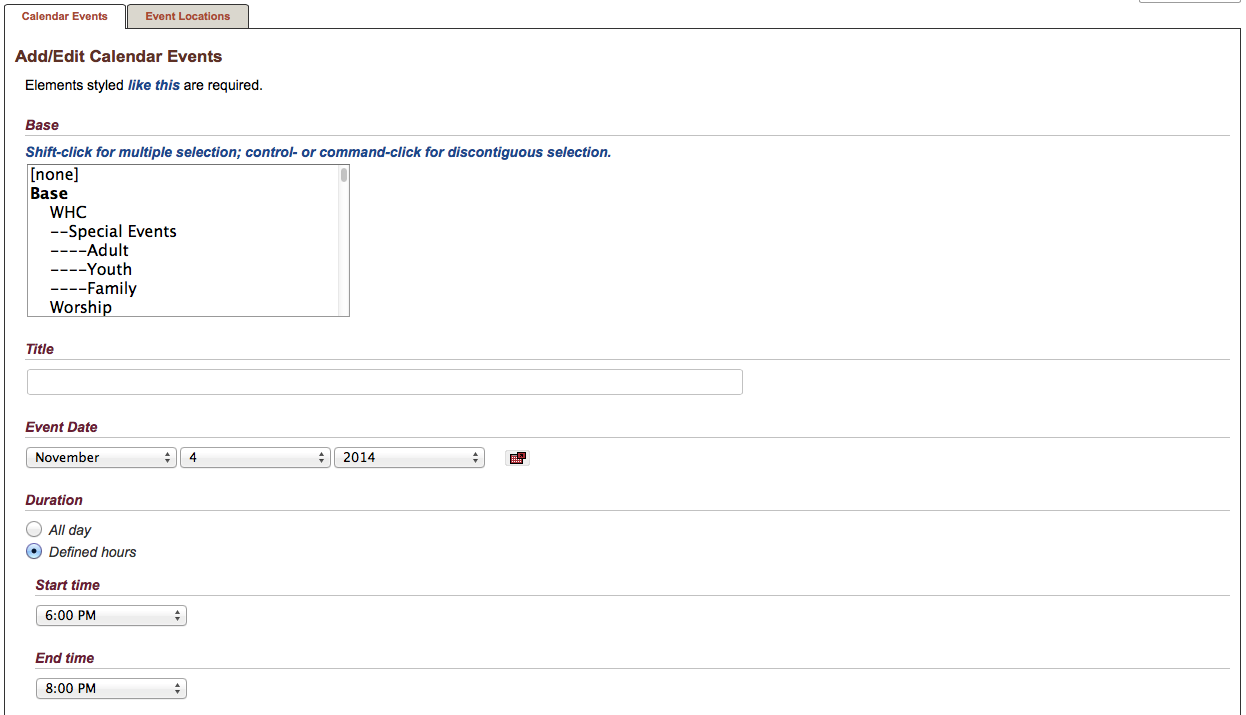 Calendar Events
Event Locations
Add/Edit Calendar Events
Elements styled like this are required.
Base
Shift-click for multiple selection; control- or command-click for discontiguous selection.
[none]
Base
WHC
--Special Events
----Adult
----Youth
----Family
Worship
Title
Event Date
November 4 2014
Duration
All day
Defined hours
Start time
6:00 PM
End time
8:00 PM